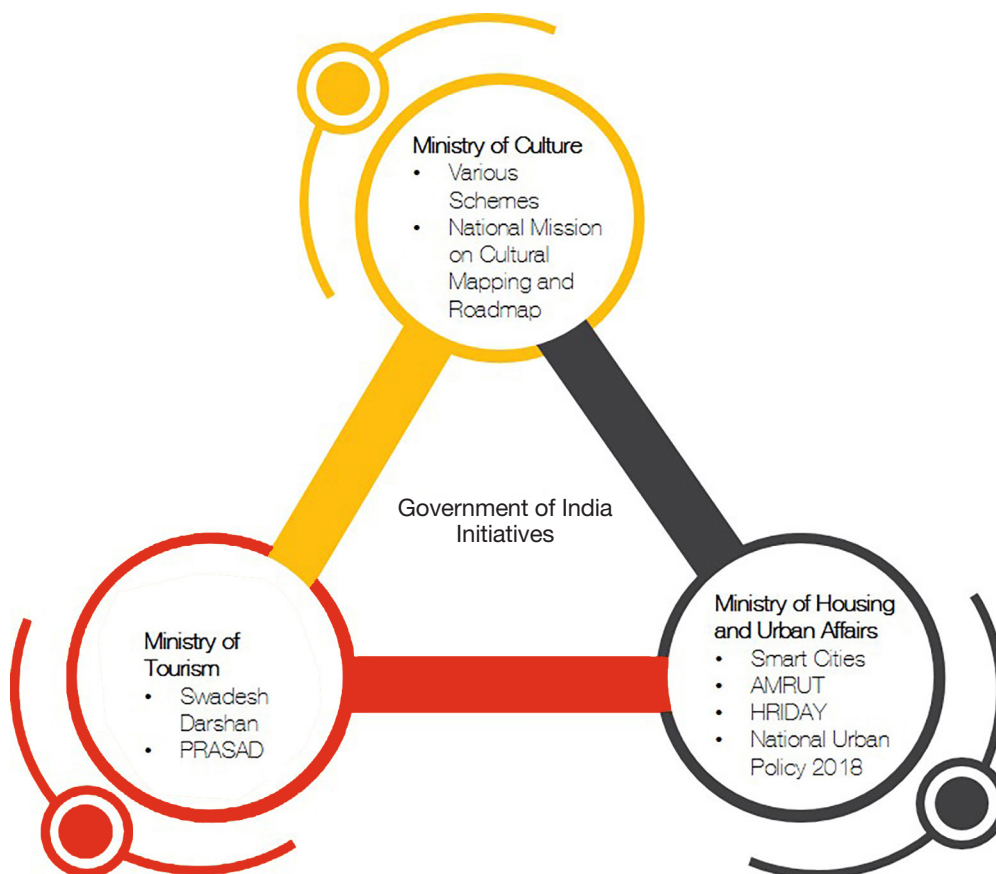 Ministry of Culture
• Various
Schemes
• National Mission
on Cultural
Mapping and
Roadmap
Government of India
Initiatives
Ministry of
Tourism
• Swadesh
Darshan
• PRASAD
Ministry of Housing
and Urban Affairs
• Smart Cities
• AMRUT
• HRIDAY
• National Urban
Policy 2018